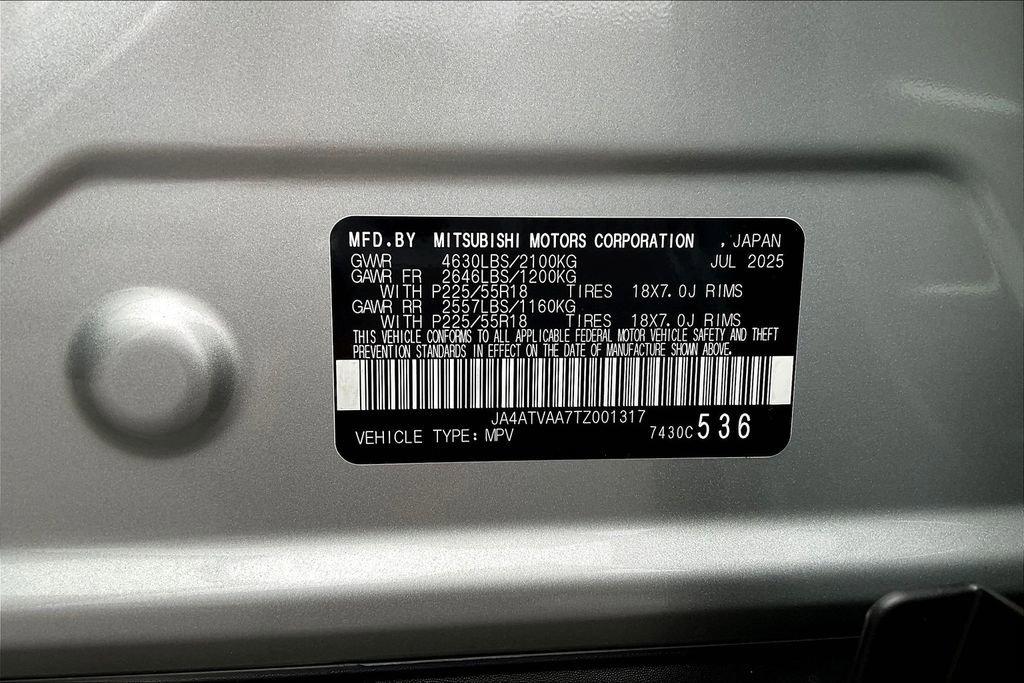 MFD.BY MITSUBISHI MOTORS CORPORATION , JAPAN
GWWR 4630LBS/2100KG JUL 2025
GAWR FR 2646LBS/1200KG
WITH P225/55R18 TIRES 18X7.0J RIMS
GAWR RR 2557LBS/1160KG
WITH P225/55R18 TIRES 18X7.0J RIMS
THIS VEHICLE CONFORMS TO ALL APPLICABLE FEDERAL MOTOR VEHICLE SAFETY AND THEFT
PREVENTION STANDARDS IN EFFECT ON THE DATE OF MANUFACTURE SHOWN ABOVE.
JA4ATVAA7TZ001317
VEHICLE TYPE: MPV 7430C 536